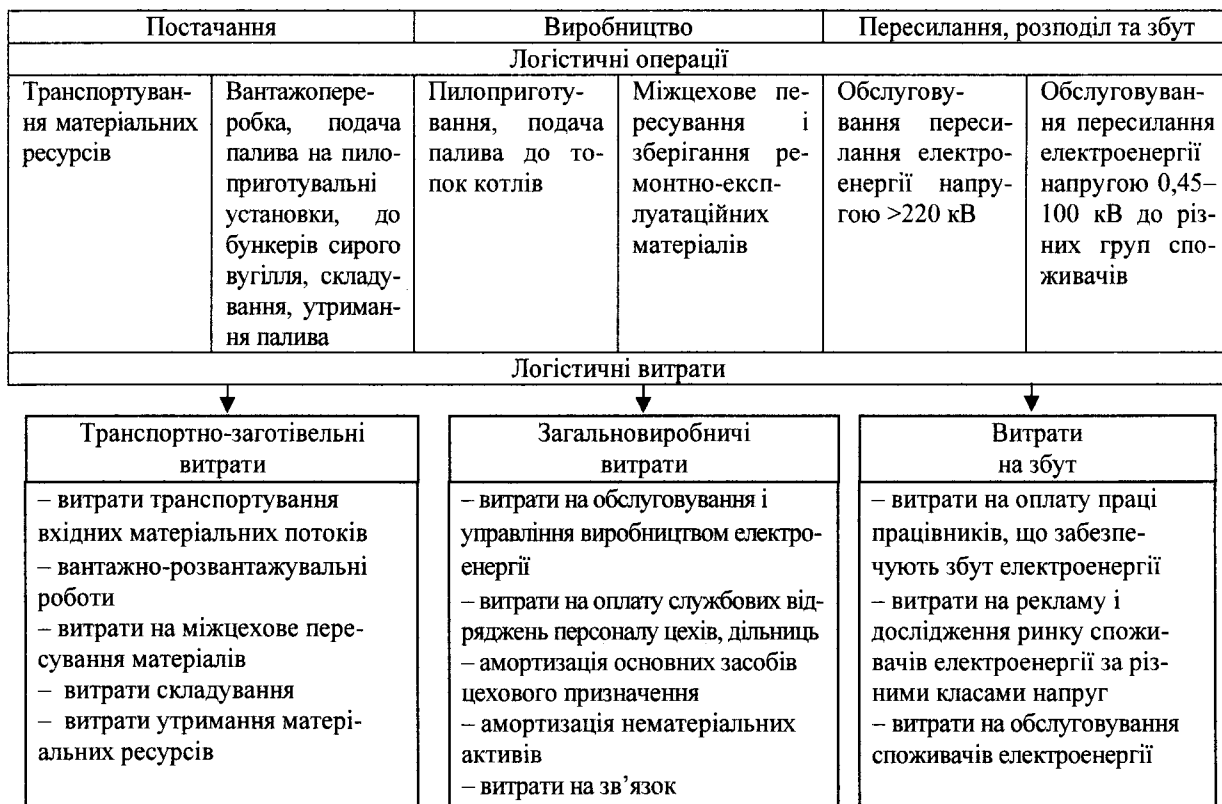 Постачання
Виробництво
Пересилання, розподіл та збут
Логістичні операції
Транспортуван-
ня матеріальних
ресурсів
Вантажопере-
робка, подача
палива на пило-
приготувальні
установки, до
бункерів сирого
вугілля, складу-
вання, утриман-
ня палива
Пилоприготу-
вання, подача
палива до то-
пок котлів
Міжцехове пе-
ресування і
зберігання ре-
монтно-експ-
луатаційних
матеріалів
Обслугову-
вання переси-
лання електро-
енергії напру-
гою >220 кВ
Обслуговуван-
ня пересилання
електроенергії
напругою 0,45–
100 кВ до різ-
них груп спо-
живачів
Логістичні витрати
Транспортно-заготівельні
витрати
– витрати транспортування
вхідних матеріальних потоків
– вантажно-розвантажувальні
роботи
– витрати на міжцехове пере-
сування матеріалів
– витрати складування
– витрати утримання матері-
альних ресурсів
Загальновиробничі
витрати
– витрати на обслуговування і
управління виробництвом електро-
енергії
– витрати на оплату службових від-
ряджень персоналу цехів, дільниць
– амортизація основних засобів
цехового призначення
– амортизація нематеріальних
активів
– витрати на зв’язок
Витрати
на збут
– витрати на оплату праці
працівників, що забезпе-
чують збут електроенергії
– витрати на рекламу і
дослідження ринку спожи-
вачів електроенергії за різ-
ними класами напруг
– витрати на обслуговування
споживачів електроенергії